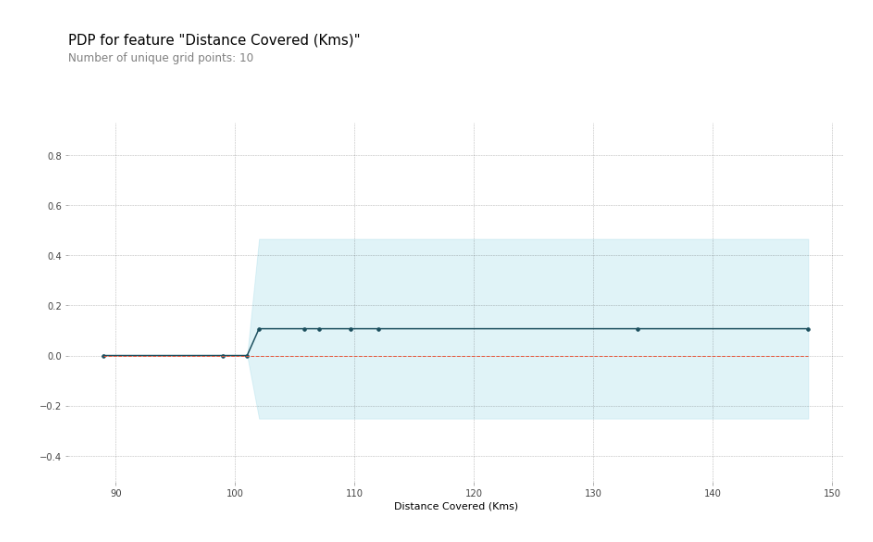 PDP for feature "Distance Covered (Kms)"
Number of unique grid points: 10
0.8
0.6
0.4
0.2
0.0
−0.2
−0.4
90 100 110 120 130 140 150
Distance Covered (Kms)